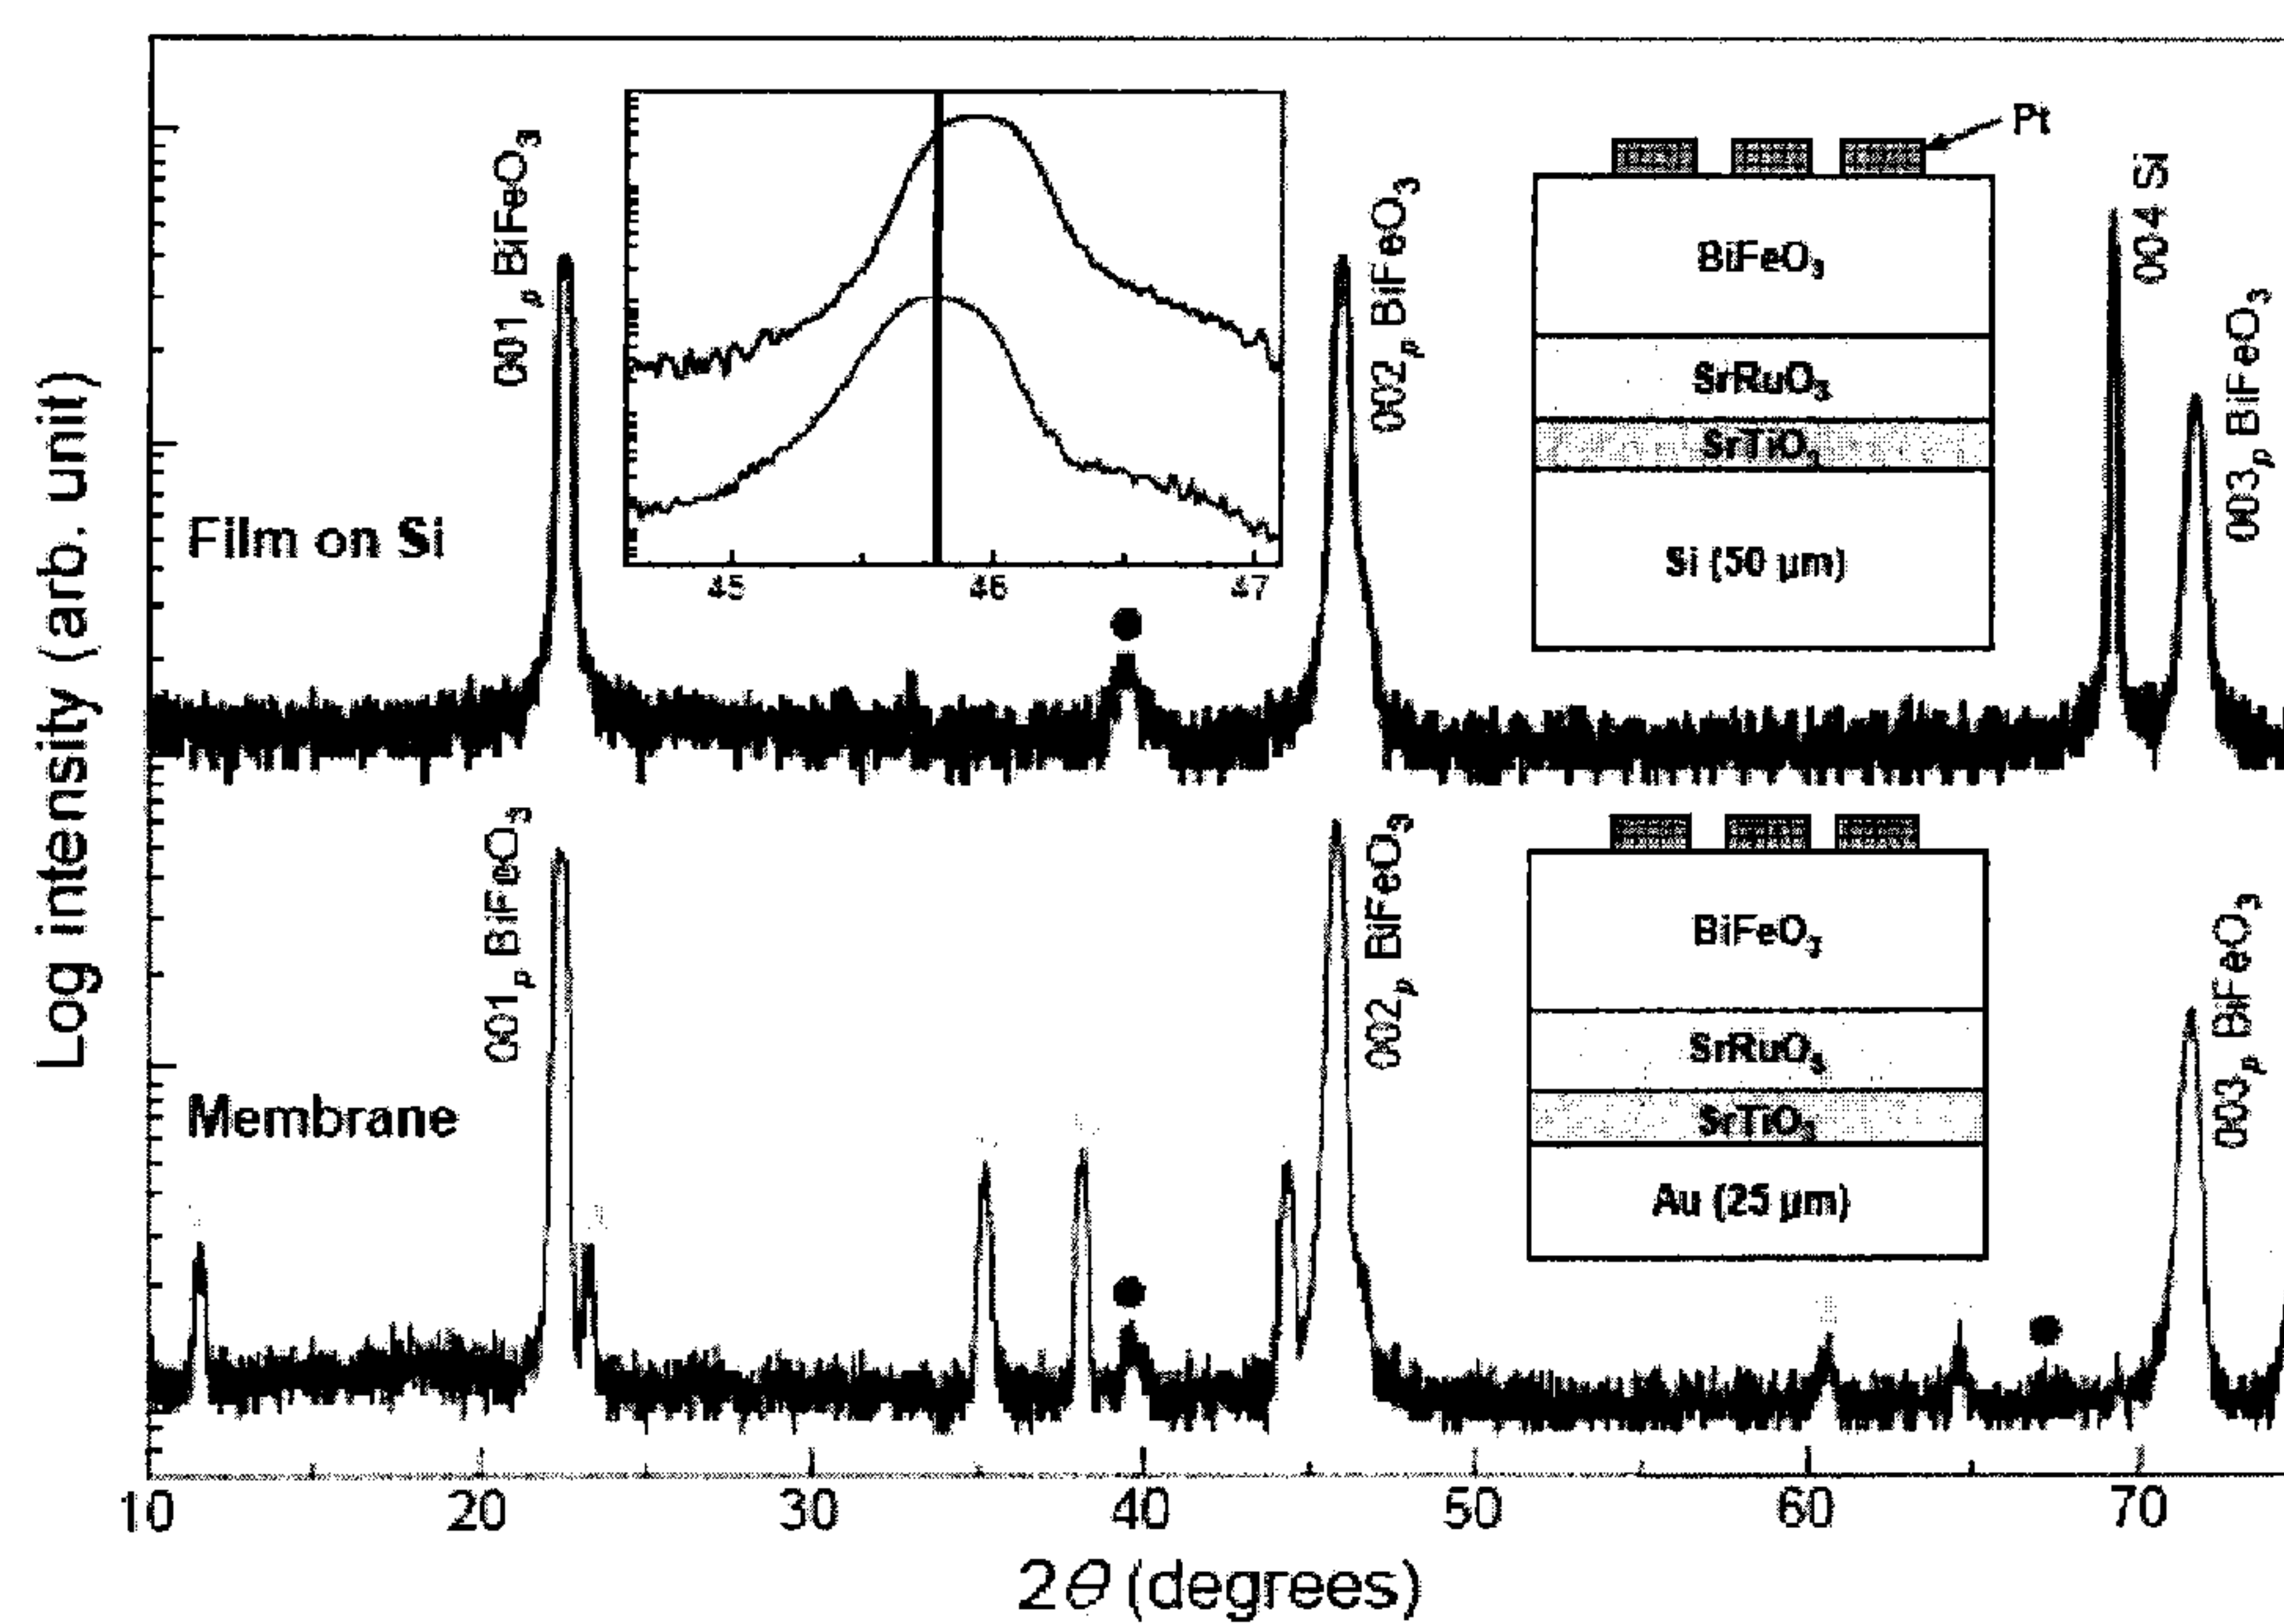 Log intensity (arb. unit)
Film on Si
001p BiFeO3
45 46 47
002p BiFeO3
Pt
BiFeO3
SrRuO3
SrTiO3
Si (50 µm)
004 Si
003p BiFeO3
Membrane
001p BiFeO3
002p BiFeO3
BiFeO3
SrRuO3
SrTiO3
Au (25 µm)
003p BiFeO3
10 20 30 40 50 60 70
2θ (degrees)